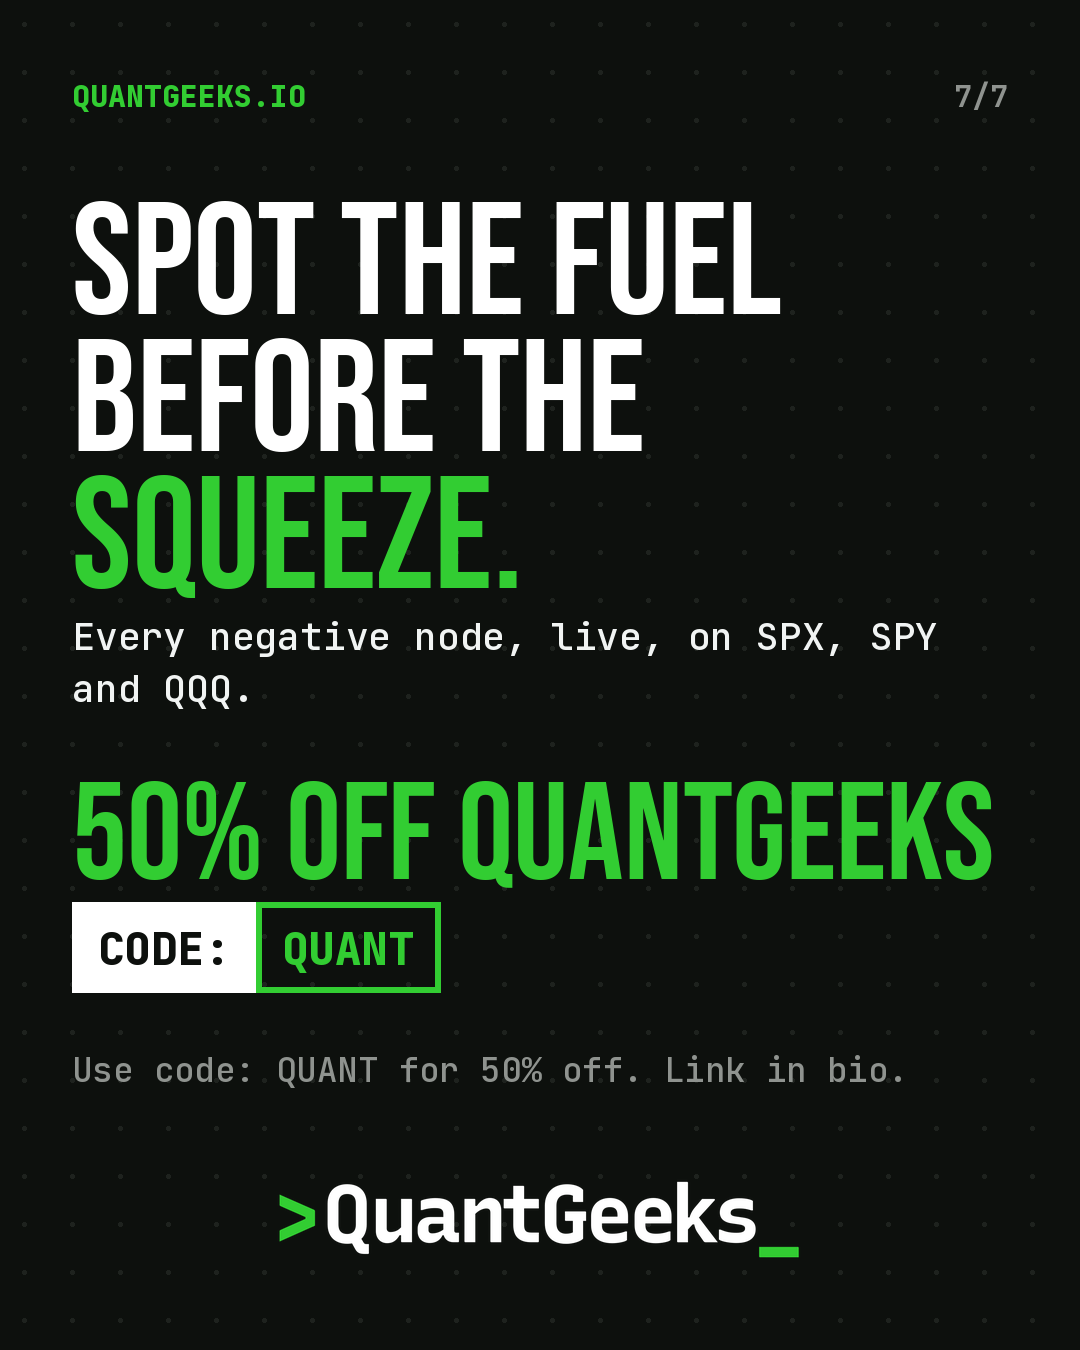 QUANTGEEKS.IO
7/7
SPOT THE FUEL
BEFORE THE
SQUEEZE.
Every negative node, live, on SPX, SPY
and QQQ.
50% OFF QUANTGEEKS
CODE: QUANT
Use code: QUANT for 50% off. Link in bio.
>QuantGeeks_